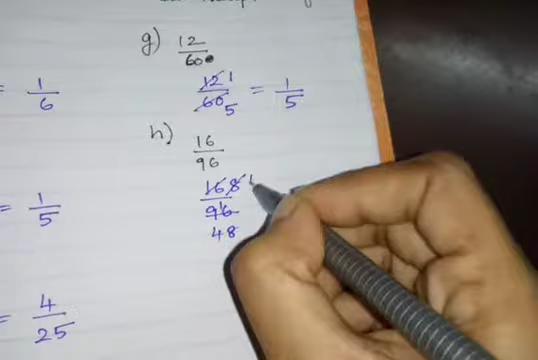 g) 12/60
= 1/6
12/60 1 5 = 1/5
h) 16/96
= 1/5
16/96 8 1
48
= 4/25